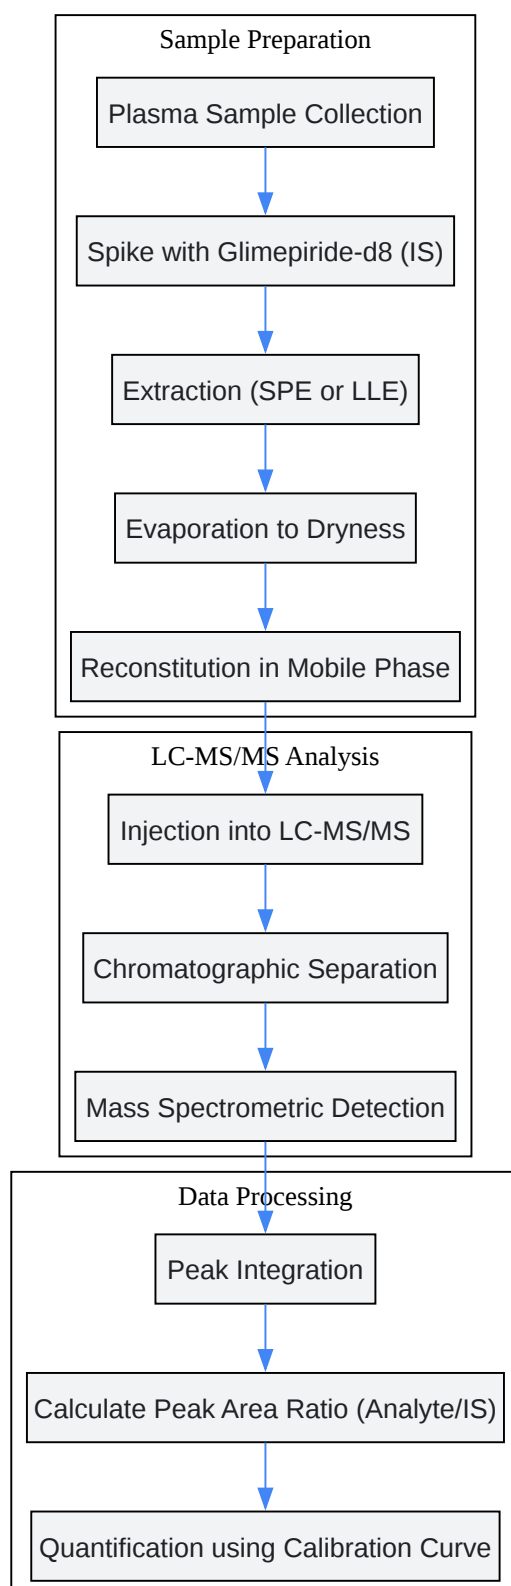 Sample Preparation
Plasma Sample Collection
Spike with Glimepiride-d8 (IS)
Extraction (SPE or LLE)
Evaporation to Dryness
Reconstitution in Mobile Phase
LC-MS/MS Analysis
Injection into LC-MS/MS
Chromatographic Separation
Mass Spectrometric Detection
Data Processing
Peak Integration
Calculate Peak Area Ratio (Analyte/IS)
Quantification using Calibration Curve